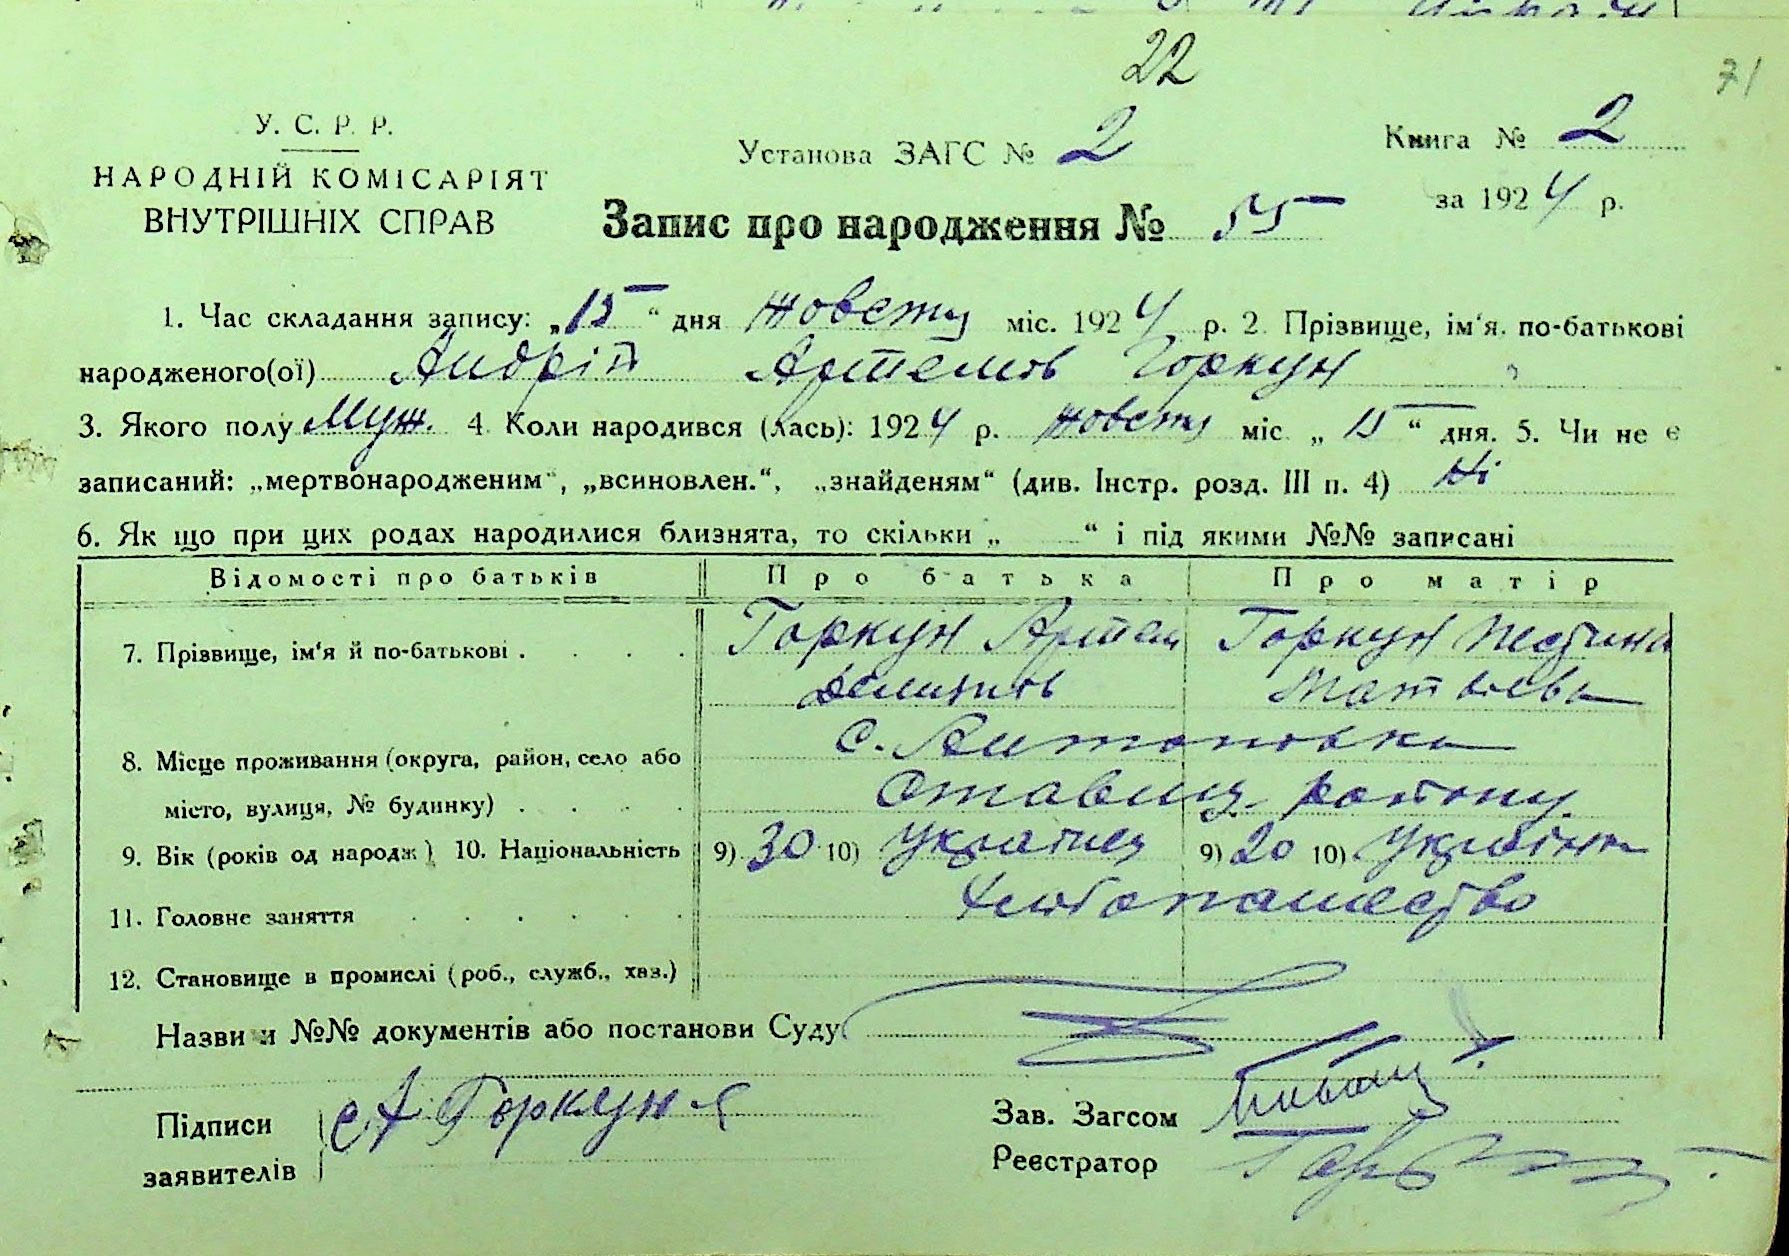 22
71
У. С. Р. Р.
НАРОДНІЙ КОМІСАРІЯТ
ВНУТРІШНІХ СПРАВ
Установа ЗАГС № 2
Книга № 2
за 1924 р.
Запис про народження № 55
1. Час складання запису: „15“ дня жовтня міс. 1924 р. 2. Прізвище, ім‘я, по-батькові
народженого(ої) Андрій Артемов Горкун
3. Якого полу Муж. 4. Коли народився (лась): 1924 р. жовтня міс. „15“ дня. 5. Чи не є
записаний: „мертвонародженим“, „всиновлен.“, „знайденям“ (див. Інстр. розд. III п. 4) Ні
6. Як що при цих родах народилися близнята, то скільки „ “ і під якими №№ записані
Відомості про батьків Про батька Про матір
7. Прізвище, ім‘я й по-батькові . . . . Горкун Артем Горкун
8. Місце проживання (округа, район, село або с. Антоновка
місто, вулиця, № будинку) . . . . Ставищ. району
9. Вік (років од народж.) 10. Національність 9) 30 10) Українец 9) 20 10) Українка
11. Головне заняття . . . . . . Хлібопашество
12. Становище в промислі (роб., служб., хаз.)
Назви и №№ документів або постанови Суду
Підписи
заявителів
А Горкун
Зав. Загсом
Реєстратор